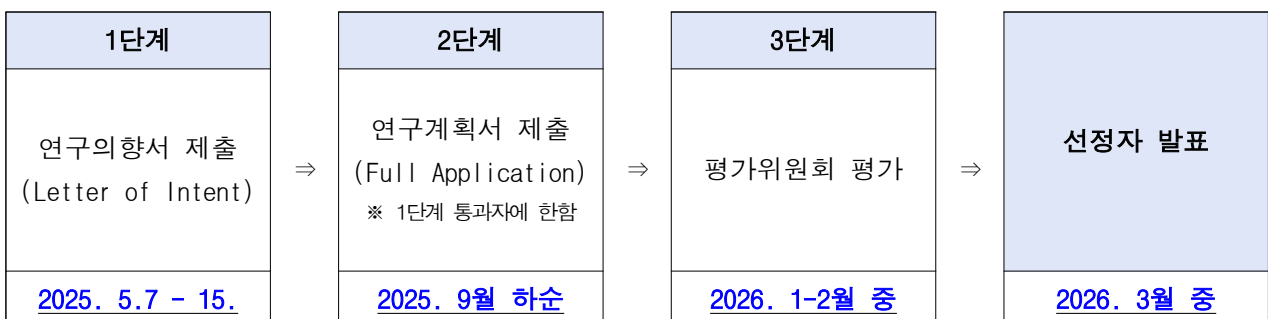 1단계
연구의향서 제출
(Letter of Intent)
2025. 5.7 - 15.
⇒
2단계
연구계획서 제출
(Full Application)
※ 1단계 통과자에 한함
2025. 9월 하순
⇒
3단계
평가위원회 평가
2026. 1-2월 중
⇒
선정자 발표
2026. 3월 중